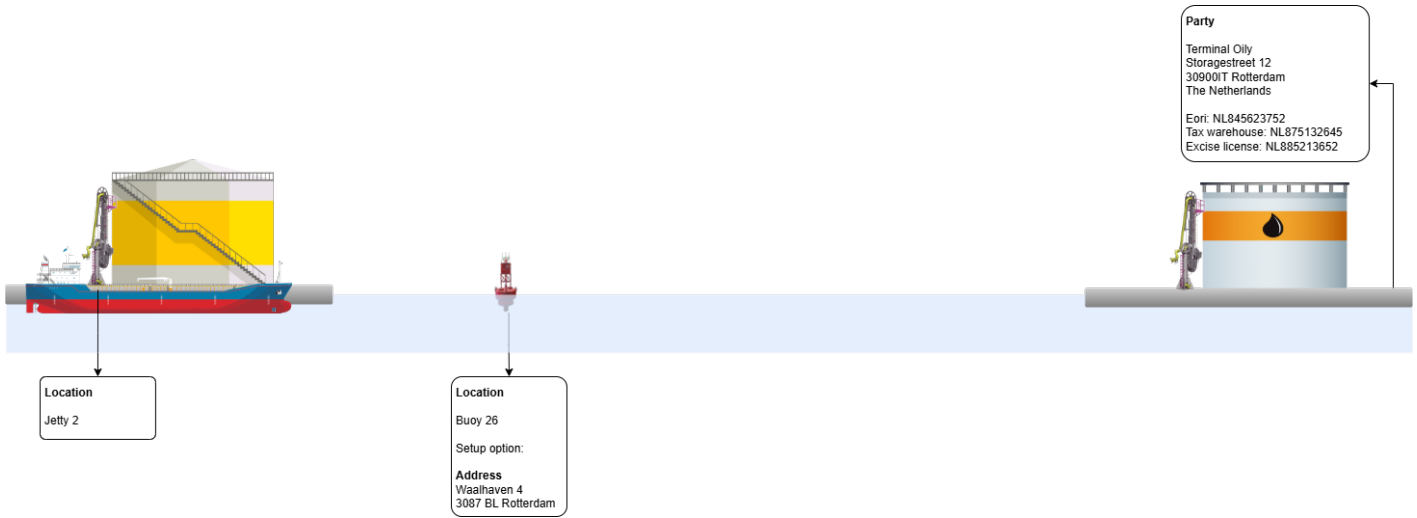 Party
Terminal Oily
Storagestreet 12
30900IT Rotterdam
The Netherlands
Eori: NL845623752
Tax warehouse: NL875132645
Excise license: NL885213652
Location
Jetty 2
Location
Buoy 26
Setup option:
Address
Waalhaven 4
3087 BL Rotterdam